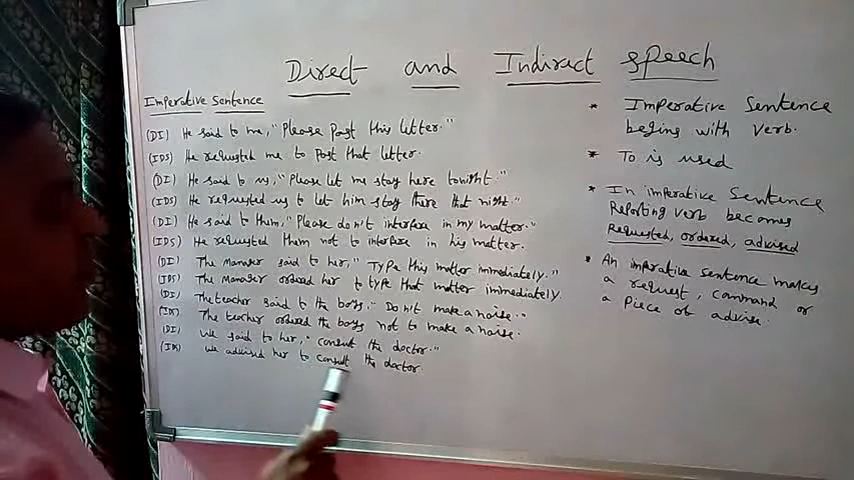 Direct and Indirect speech
Imperative Sentence
(DI) He said to me, "Please Post this letter."
(IDS) He requested me to Post that letter.
(DI) He said to us, "Please let me stay here tonight."
(IDS) He requested us to let him stay there that night."
(DI) He said to them, "Please don't interfere in my matter."
(IDS) He requested them not to interfere in his matter.
(DI) The Manager said to her, "Type this matter immediately."
(IDS) The Manager ordered her to type that matter immediately.
(DI) The teacher said to the boys, "Don't make a noise."
The teacher ordered the boys not to make a noise.
(DI) We said to her, "consult the doctor."
We advised her to consult the doctor.
* Imperative Sentence
begins with verb.
* To is used
* In imperative Sentence
Reporting verb becomes
Requested, ordered, advised
* An imperative sentence makes
a request, command or
a Piece of advise.